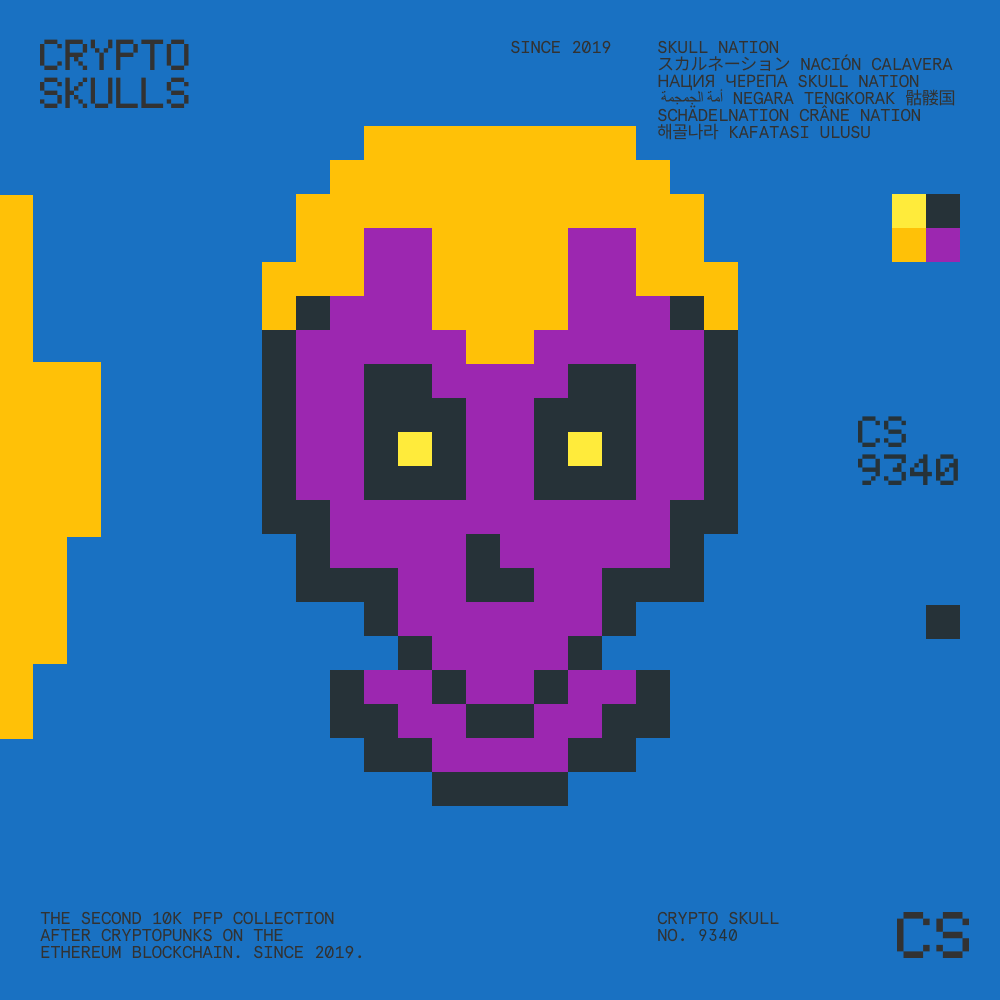 CRYPTO
SKULLS
SINCE 2019
SKULL NATION
スカルネーション NACIÓN CALAVERA
НАЦИЯ ЧЕРЕПА SKULL NATION
أمة الجمجمة NEGARA TENGKORAK 骷髅国
SCHÄDELNATION CRÂNE NATION
해골나라 KAFATASI ULUSU
CS
9340
THE SECOND 10K PFP COLLECTION
AFTER CRYPTOPUNKS ON THE
ETHEREUM BLOCKCHAIN. SINCE 2019.
CRYPTO SKULL
NO. 9340
CS